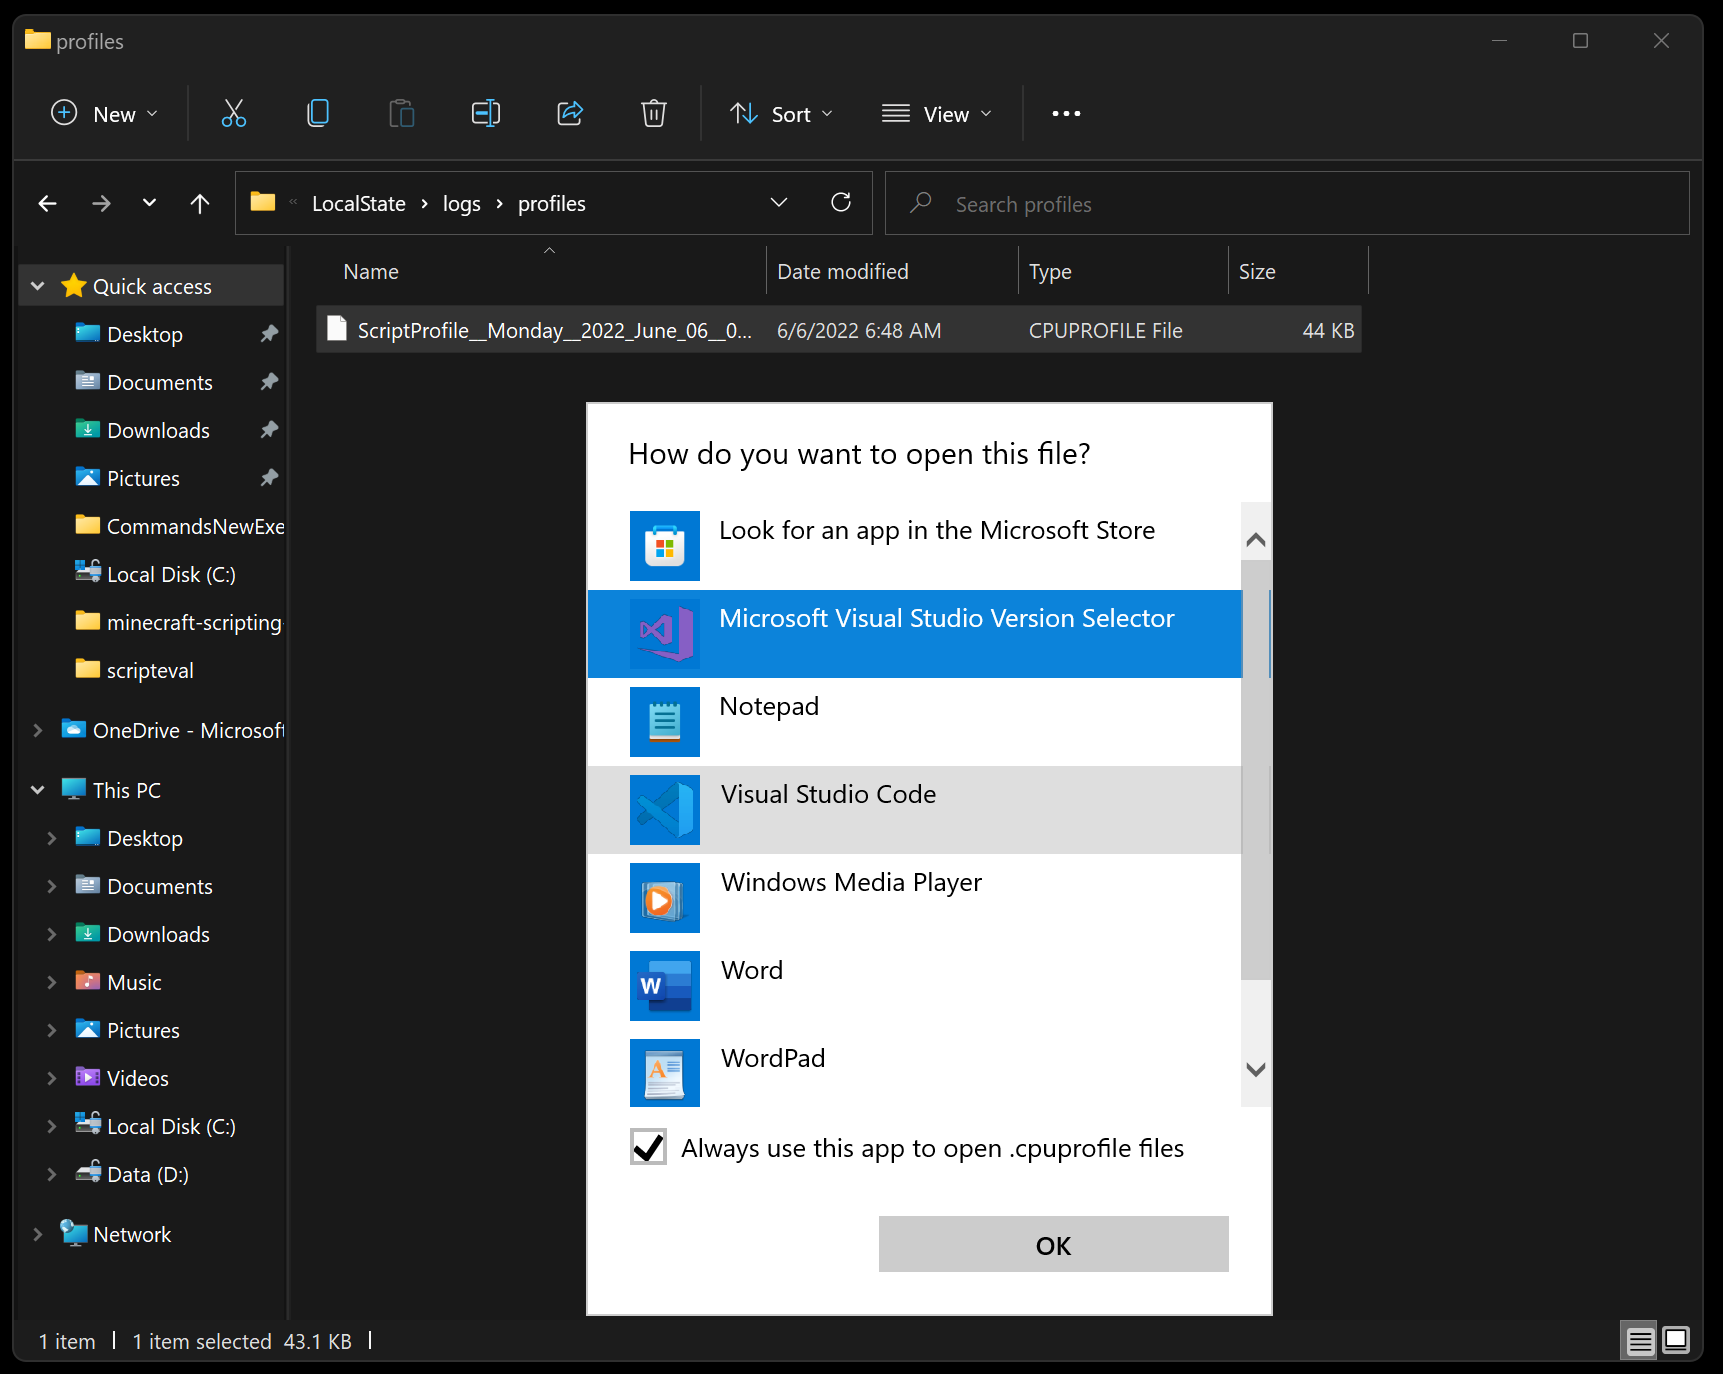 profiles
New
Sort
View
« LocalState › logs › profiles
Search profiles
Name
Date modified
Type
Size
ScriptProfile__Monday__2022_June_06__0...
6/6/2022 6:48 AM
CPUPROFILE File
44 KB
Quick access
Desktop
Documents
Downloads
Pictures
CommandsNewExe
Local Disk (C:)
minecraft-scripting-
scripteval
OneDrive - Microsoft
This PC
Desktop
Documents
Downloads
Music
Pictures
Videos
Local Disk (C:)
Data (D:)
Network
How do you want to open this file?
Look for an app in the Microsoft Store
Microsoft Visual Studio Version Selector
Notepad
Visual Studio Code
Windows Media Player
Word
WordPad
Always use this app to open .cpuprofile files
OK
1 item
1 item selected 43.1 KB